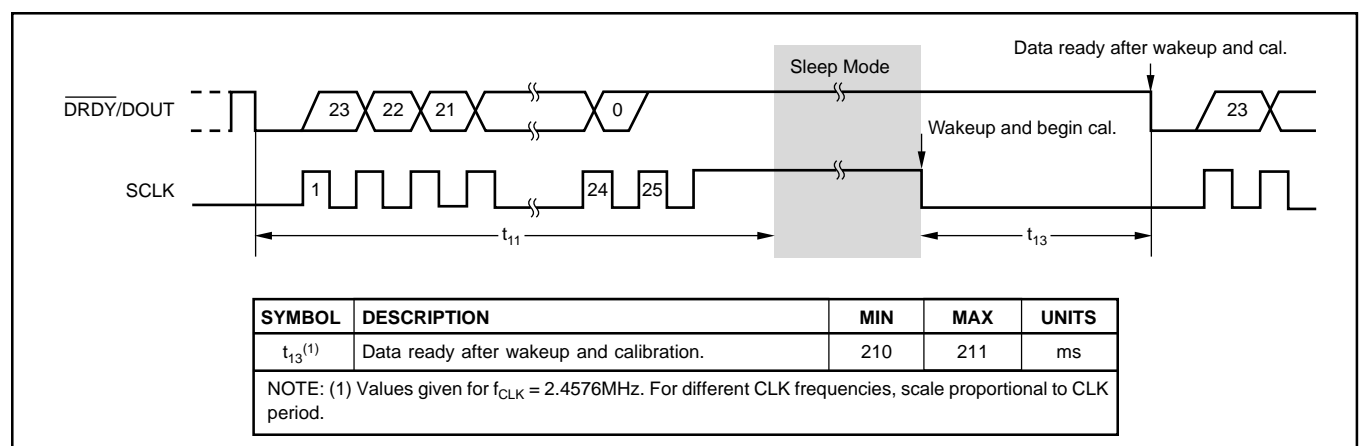 Data ready after wakeup and cal.
Sleep Mode
DRDY/DOUT
23 22 21 0 23
Wakeup and begin cal.
SCLK
1 24 25
t11 t13
SYMBOL DESCRIPTION MIN MAX UNITS
t13(1) Data ready after wakeup and calibration. 210 211 ms
NOTE: (1) Values given for fCLK = 2.4576MHz. For different CLK frequencies, scale proportional to CLK
period.